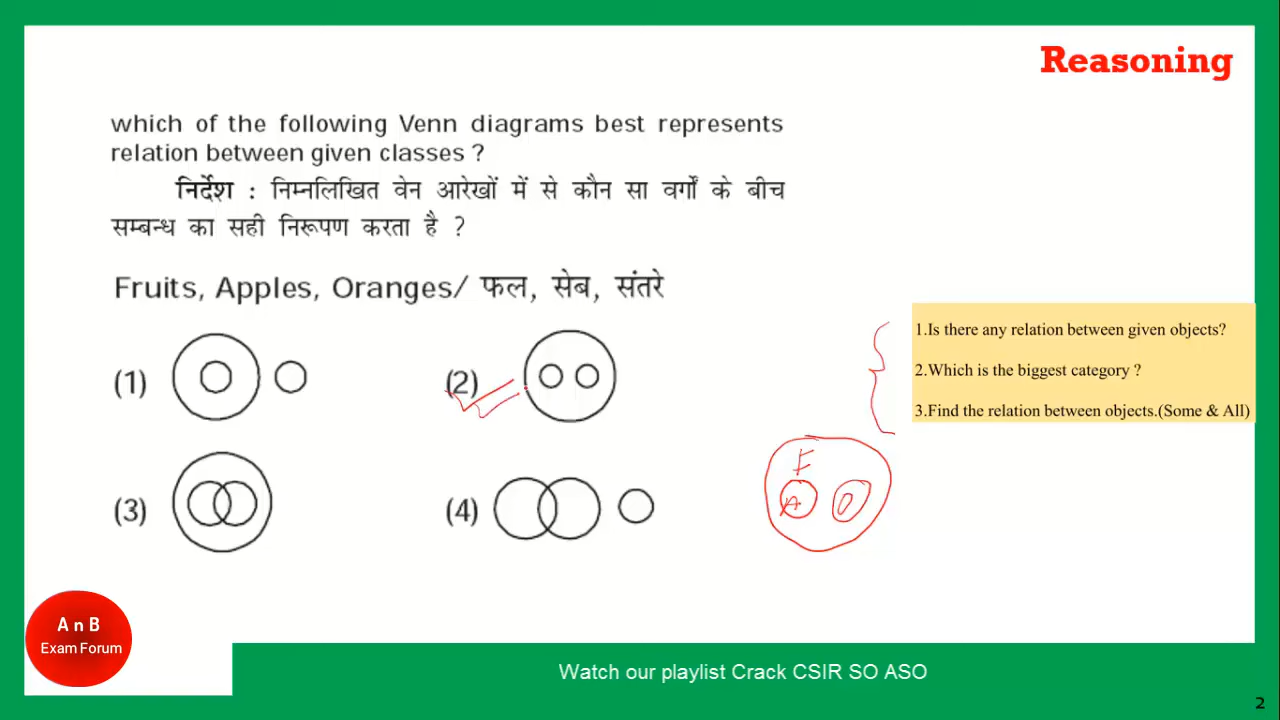 Reasoning
which of the following Venn diagrams best represents
relation between given classes ?
निर्देश : निम्नलिखित वेन आरेखों में से कौन सा वर्गों के बीच
सम्बन्ध का सही निरूपण करता है ?
Fruits, Apples, Oranges/ फल, सेब, संतरे
(1)
(2)
(3)
(4)
1.Is there any relation between given objects?
2.Which is the biggest category ?
3.Find the relation between objects.(Some & All)
F
A
O
A n B
Exam Forum
Watch our playlist Crack CSIR SO ASO
2